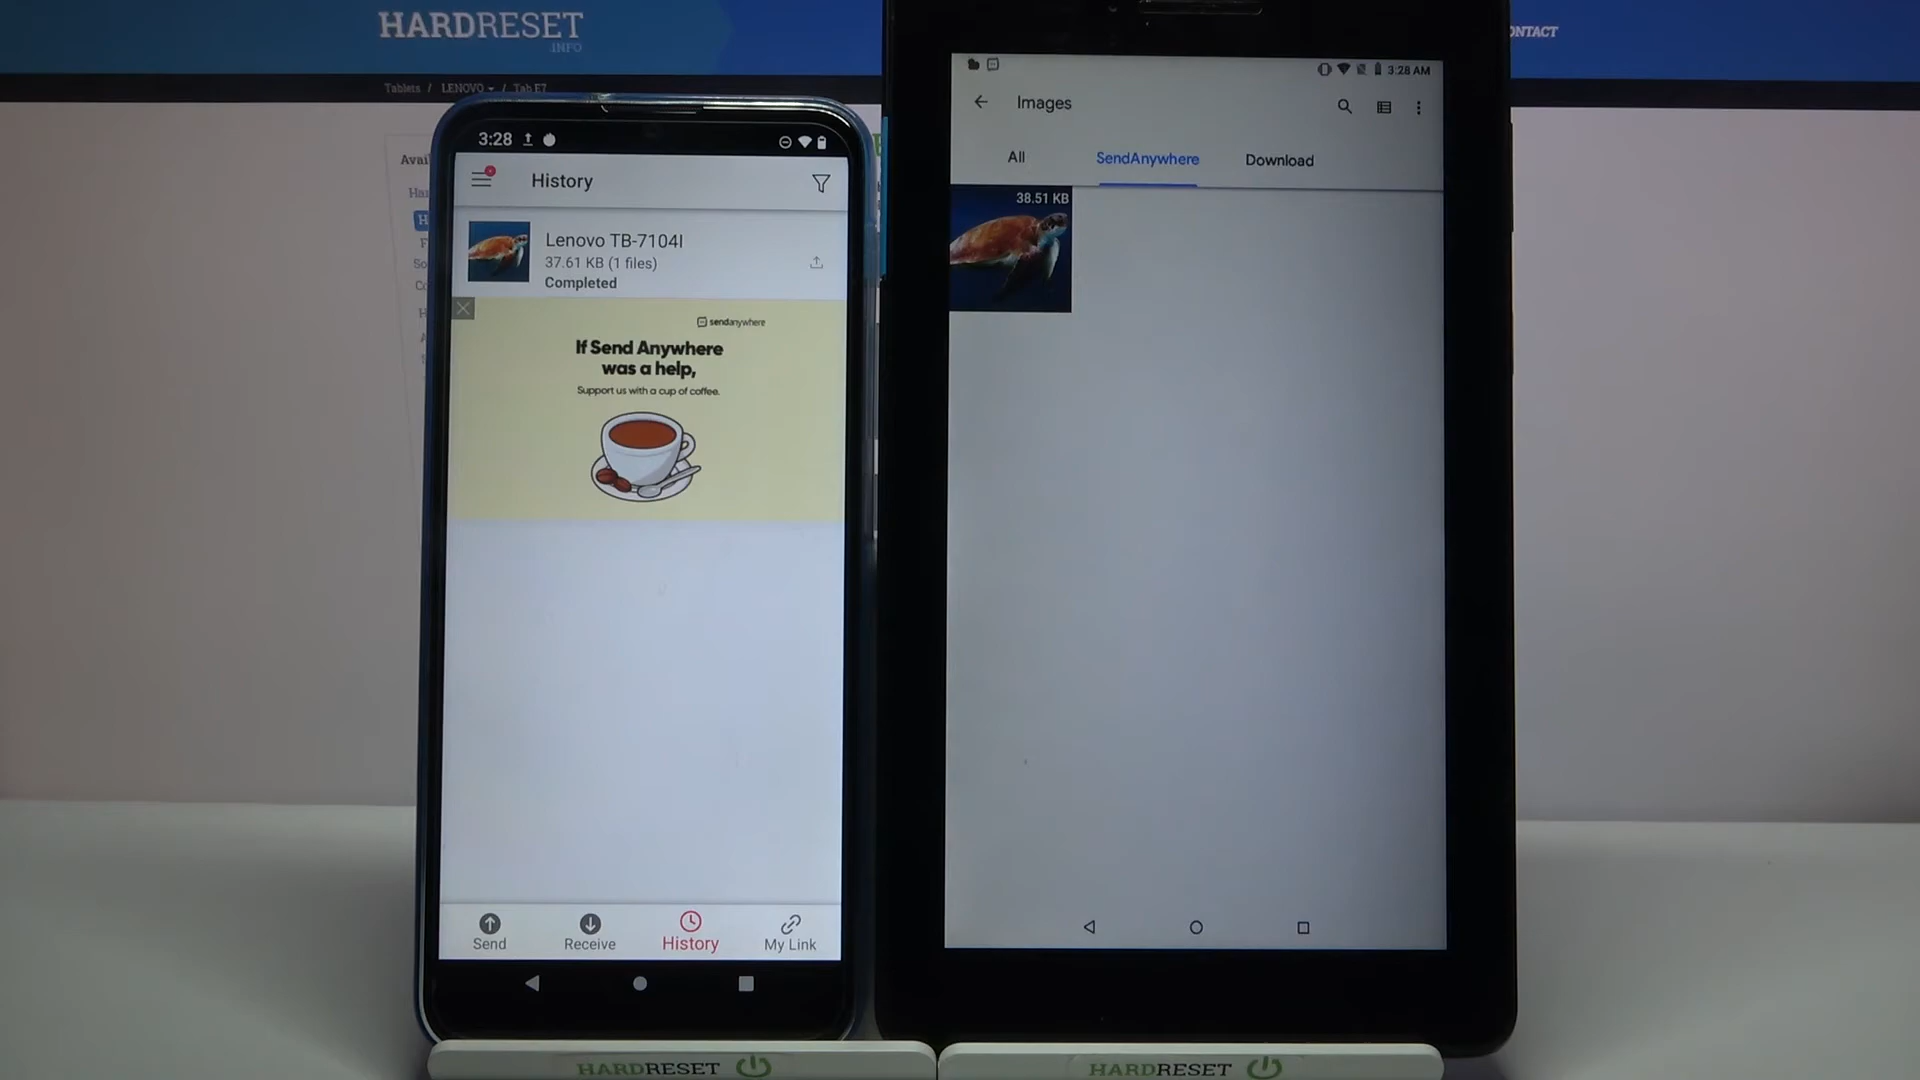 HARDRESET
.INFO
ONTACT
Tablets / LENOVO / Tab E7
3:28
History
Lenovo TB-7104I
37.61 KB (1 files)
Completed
sendanywhere
If Send Anywhere
was a help,
Support us with a cup of coffee.
Send
Receive
History
My Link
3:28 AM
Images
All
SendAnywhere
Download
38.51 KB
HARDRESET
HARDRESET